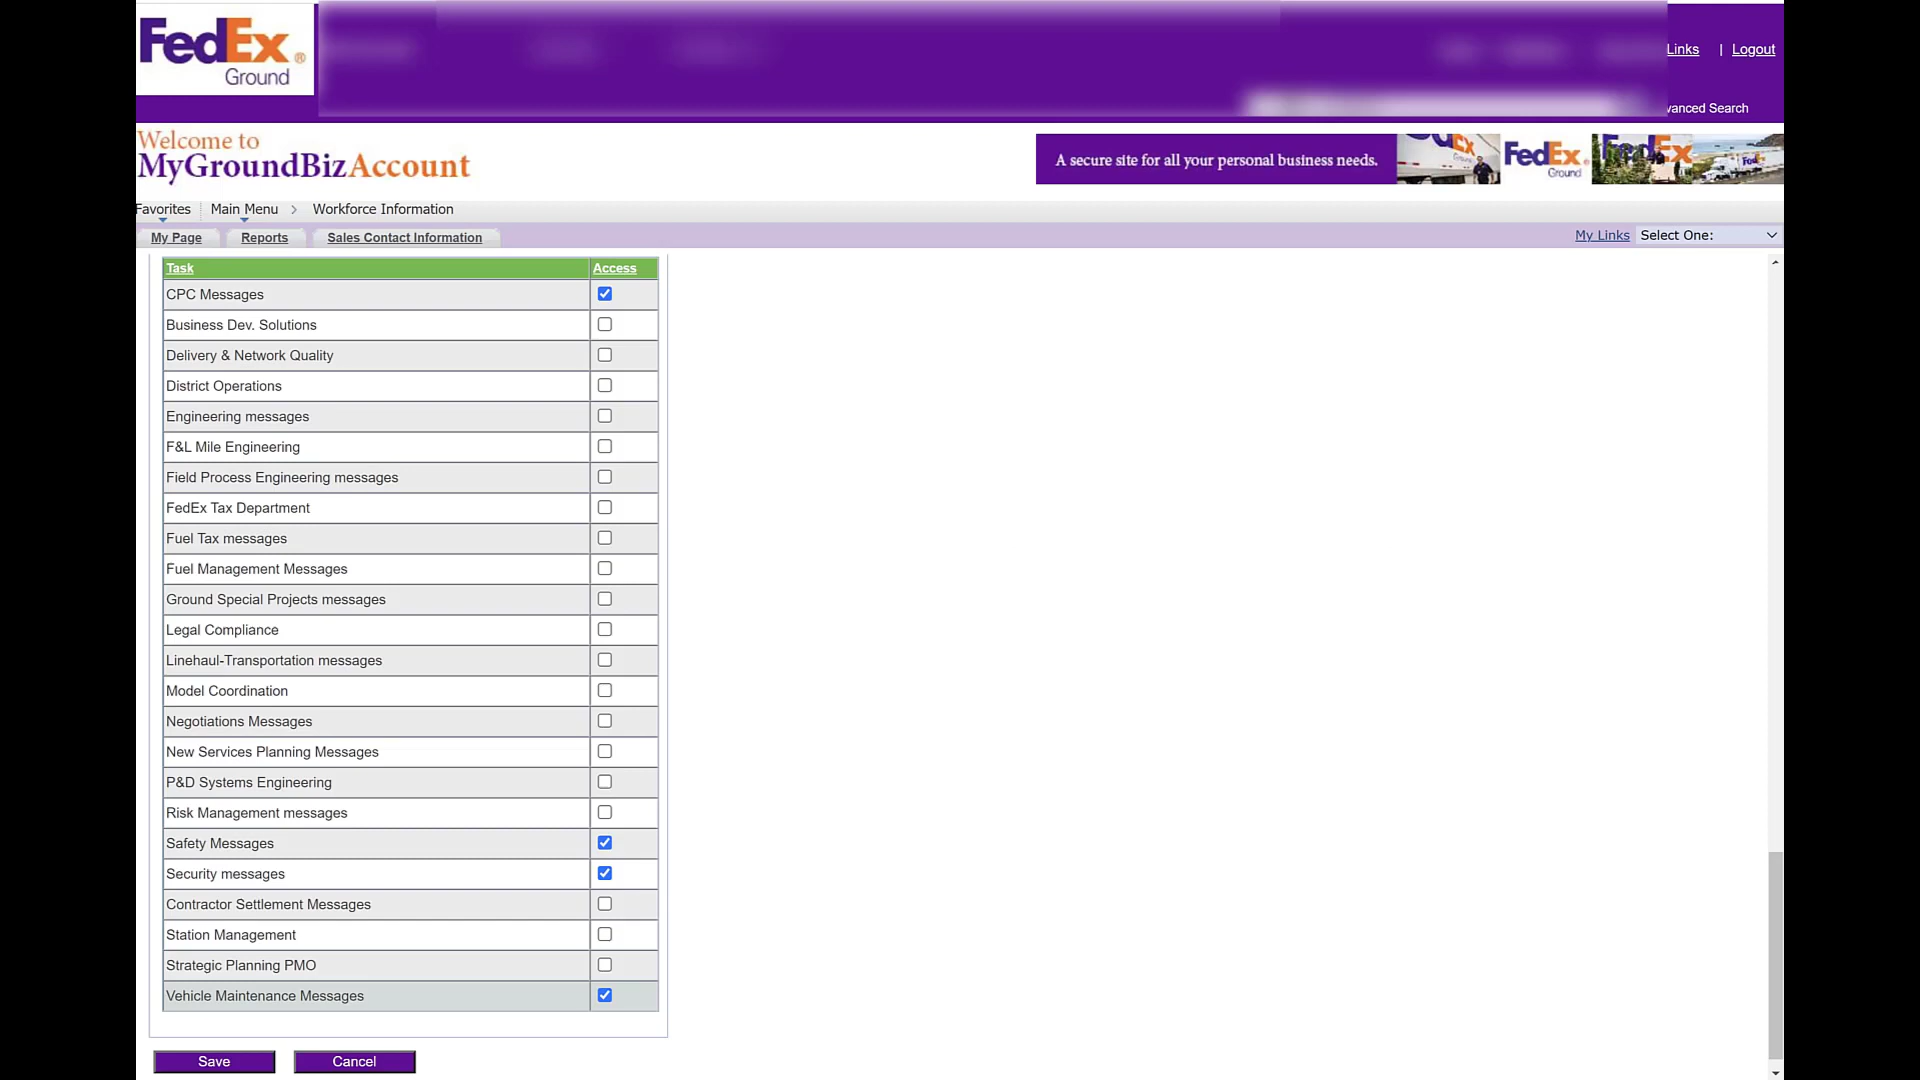 FedEx®
Ground
Links | Logout
vanced Search
Welcome to
MyGroundBizAccount
A secure site for all your personal business needs.
FedEx
Ground
Favorites Main Menu > Workforce Information
My Page Reports Sales Contact Information
My Links Select One:
Task Access
CPC Messages
Business Dev. Solutions
Delivery & Network Quality
District Operations
Engineering messages
F&L Mile Engineering
Field Process Engineering messages
FedEx Tax Department
Fuel Tax messages
Fuel Management Messages
Ground Special Projects messages
Legal Compliance
Linehaul-Transportation messages
Model Coordination
Negotiations Messages
New Services Planning Messages
P&D Systems Engineering
Risk Management messages
Safety Messages
Security messages
Contractor Settlement Messages
Station Management
Strategic Planning PMO
Vehicle Maintenance Messages
Save Cancel